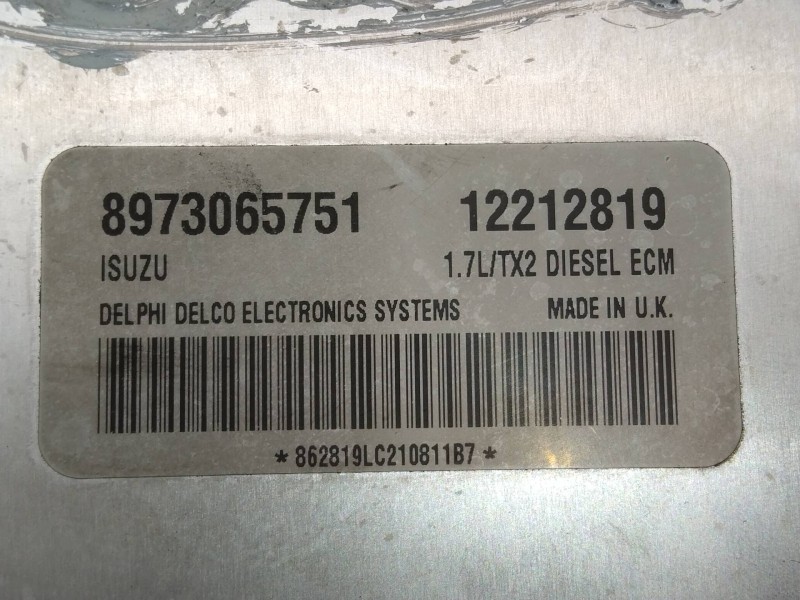 8973065751 12212819
ISUZU 1.7L/TX2 DIESEL ECM
DELPHI DELCO ELECTRONICS SYSTEMS MADE IN U.K.
*862819LC210811B7*